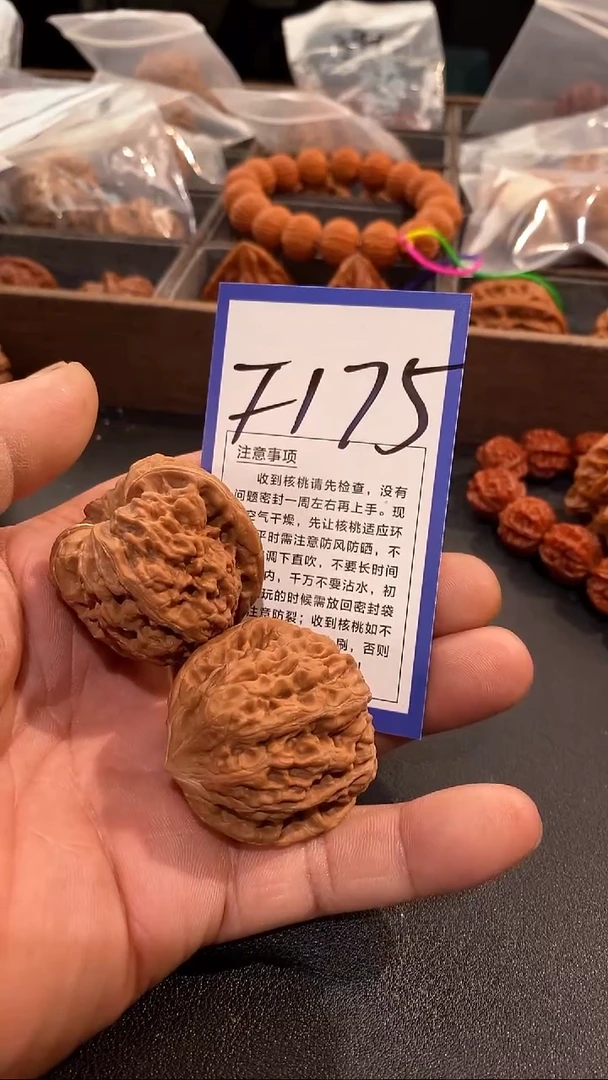 7175
注意事项
收到核桃请先检查，没有
问题密封一周左右再上手。现
空气干燥，先让核桃适应环
平时需注意防风防晒，不
调下直吹，不要长时间
内，千万不要沾水，初
玩的时候需放回密封袋
注意防裂；收到核桃如不
刷，否则
！